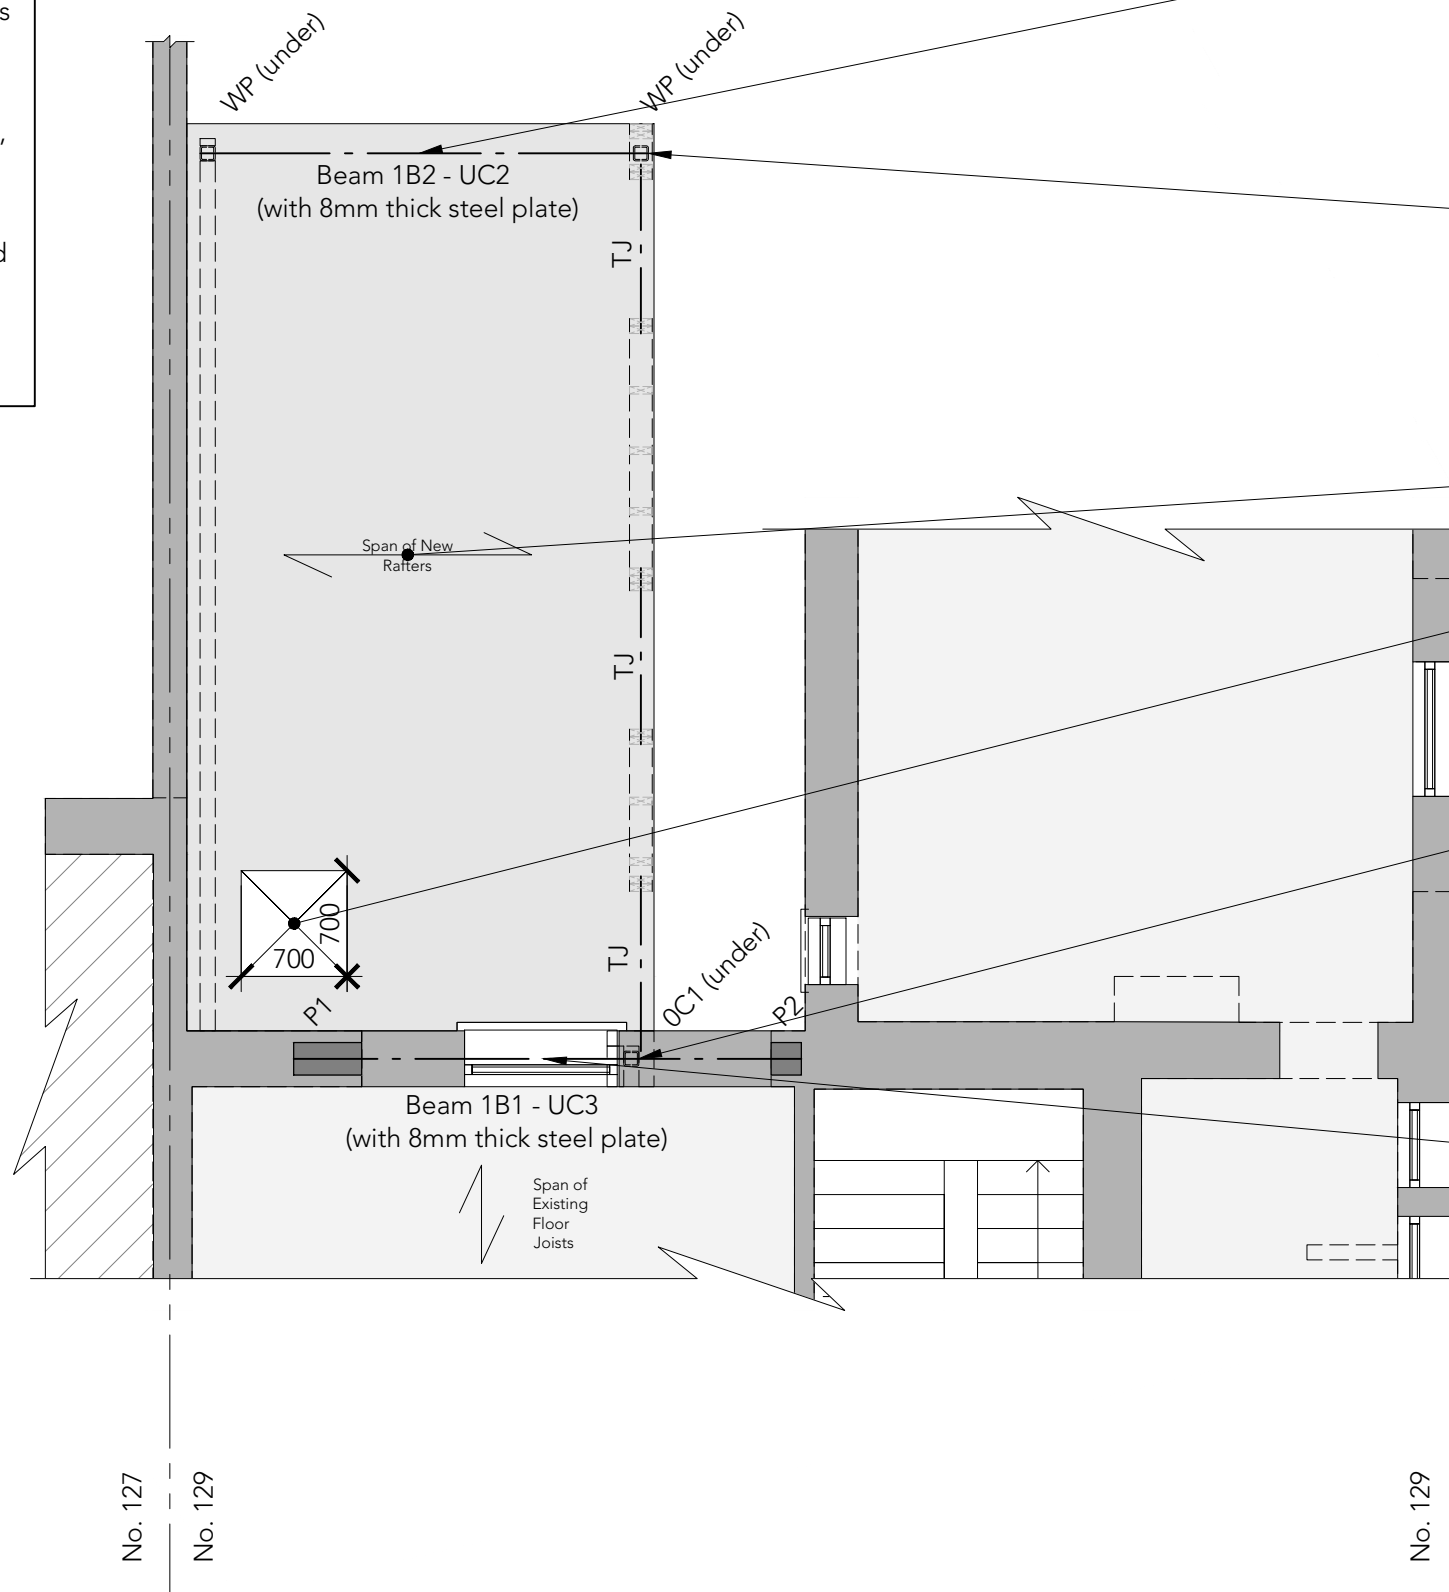 s
,
d
WP (under)
WP (under)
Beam 1B2 - UC2
(with 8mm thick steel plate)
TJ
Span of New
Rafters
TJ
700
700
TJ
P1
0C1 (under)
P2
Beam 1B1 - UC3
(with 8mm thick steel plate)
Span of
Existing
Floor
Joists
No. 127
No. 129
No. 129